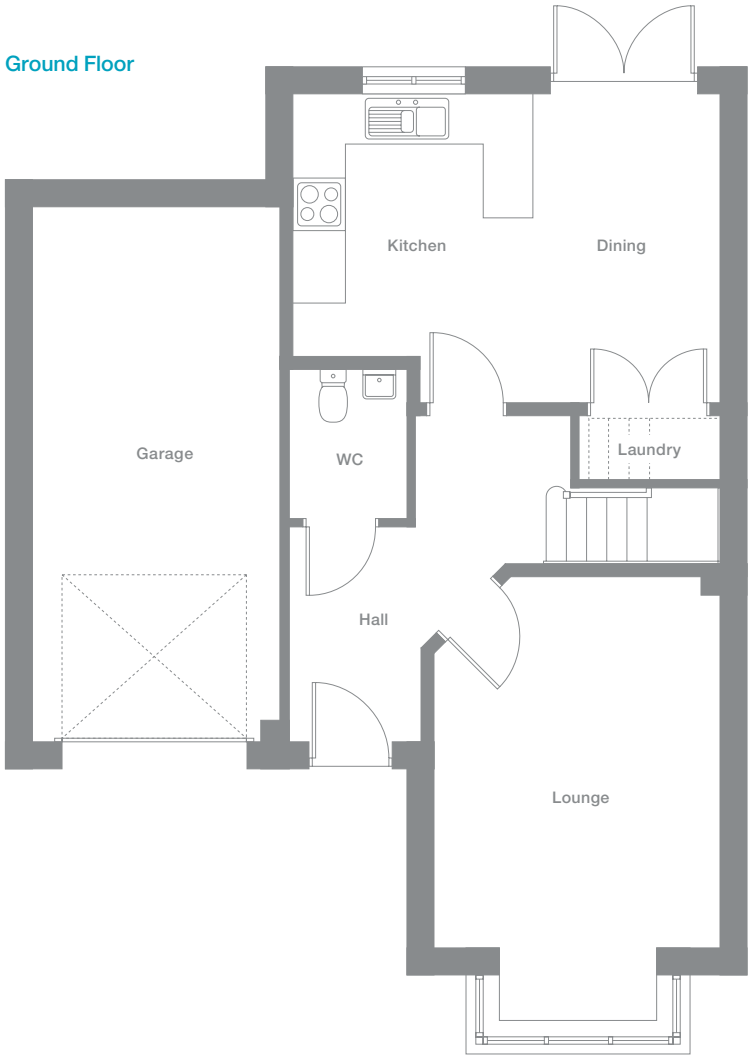 Ground Floor
Kitchen
Dining
Garage
WC
Laundry
Hall
Lounge